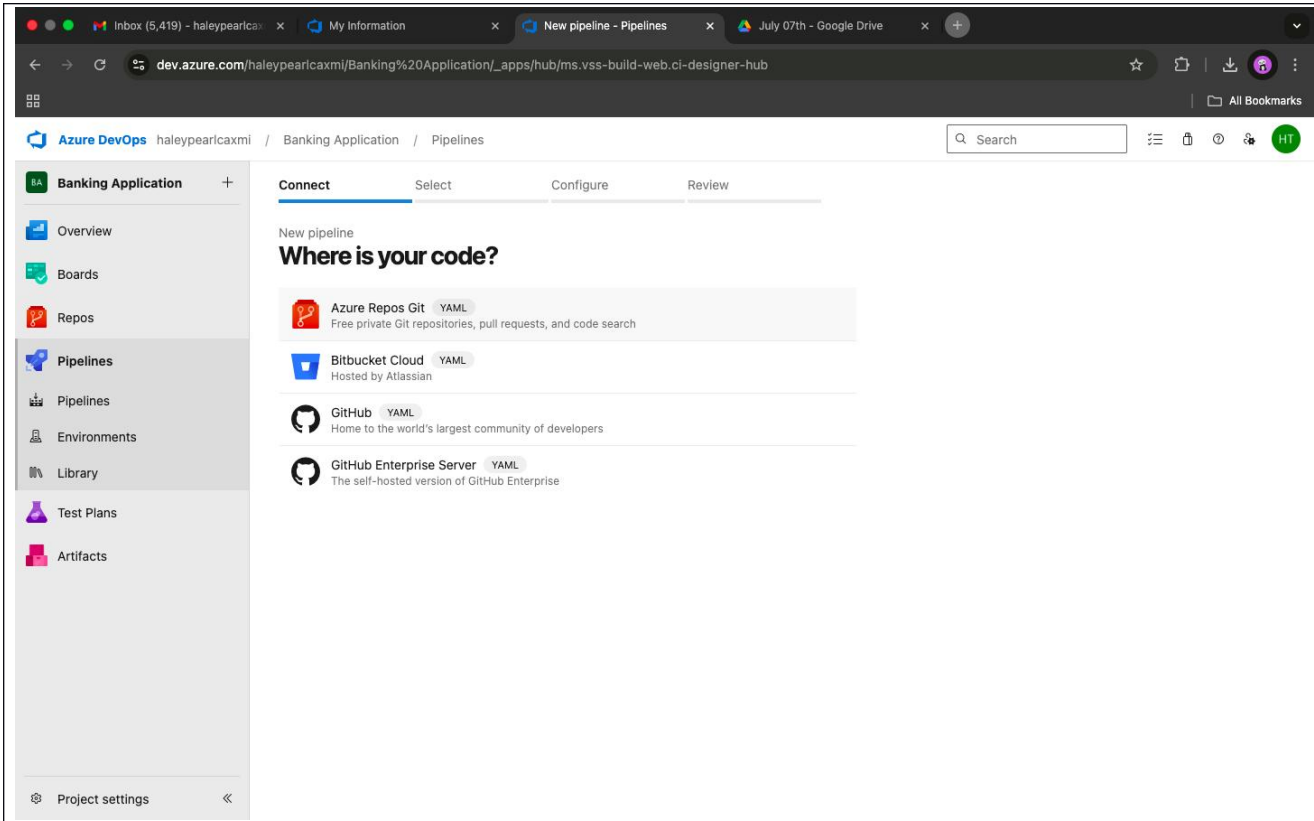 Inbox (5,419) - haleypearlcax
My Information
New pipeline - Pipelines
July 07th - Google Drive
dev.azure.com/haleypearlcaxmi/Banking%20Application/_apps/hub/ms.vss-build-web.ci-designer-hub
All Bookmarks
Azure DevOps haleypearlcaxmi / Banking Application / Pipelines
Search
HT
BA Banking Application +
Connect Select Configure Review
Overview
New pipeline
Where is your code?
Boards
Repos
Pipelines
Pipelines
Environments
Library
Test Plans
Artifacts
Azure Repos Git YAML
Free private Git repositories, pull requests, and code search
Bitbucket Cloud YAML
Hosted by Atlassian
GitHub YAML
Home to the world's largest community of developers
GitHub Enterprise Server YAML
The self-hosted version of GitHub Enterprise
Project settings